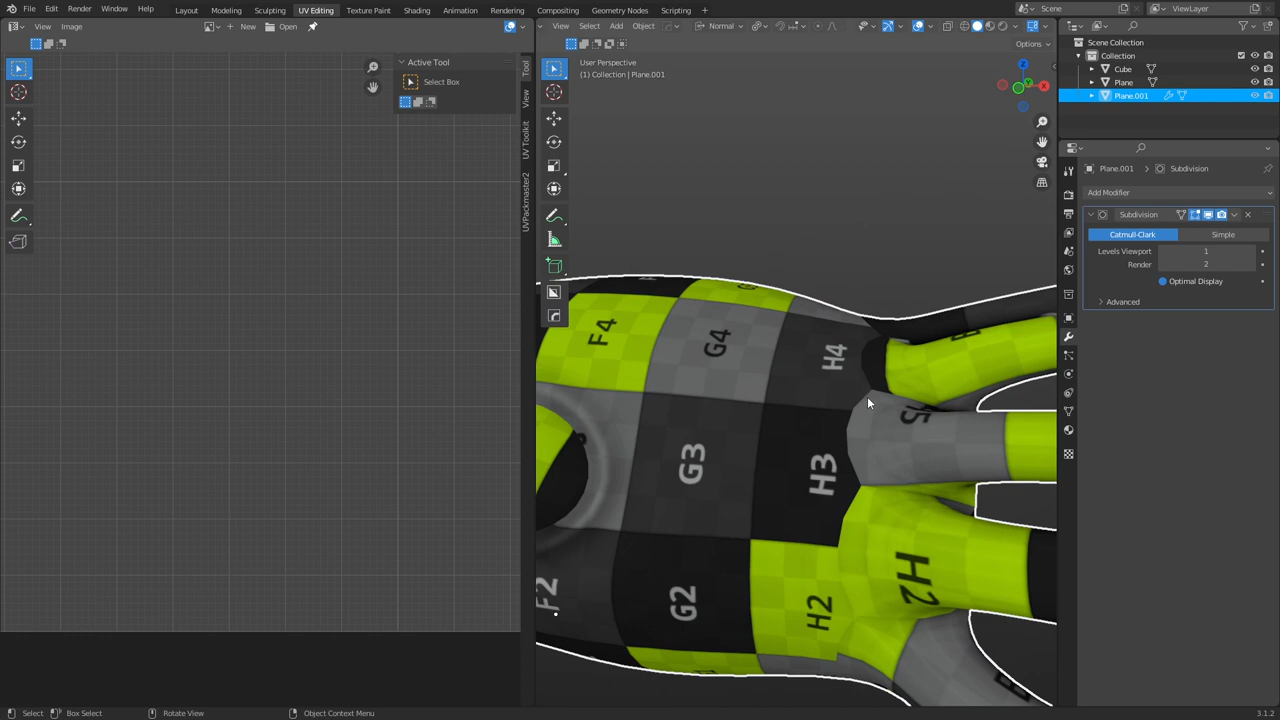 File Edit Render Window Help
Layout Modeling Sculpting UV Editing Texture Paint Shading Animation Rendering Compositing Geometry Nodes Scripting
Scene
ViewLayer
View Image
New
Open
View Select Add Object
Normal
Options
Active Tool
Select Box
Tool
View
UV Toolkit
UVPackmaster2
User Perspective
(1) Collection | Plane.001
Z
X
Y
Scene Collection
Collection
Cube
Plane
Plane.001
Plane.001
Subdivision
Add Modifier
Subdivision
Catmull-Clark
Simple
Levels Viewport 1
Render 2
Optimal Display
Advanced
F4
G4
H4
G3
H3
F2
G2
H2
H2
Select
Box Select
Rotate View
Object Context Menu
3.1.2